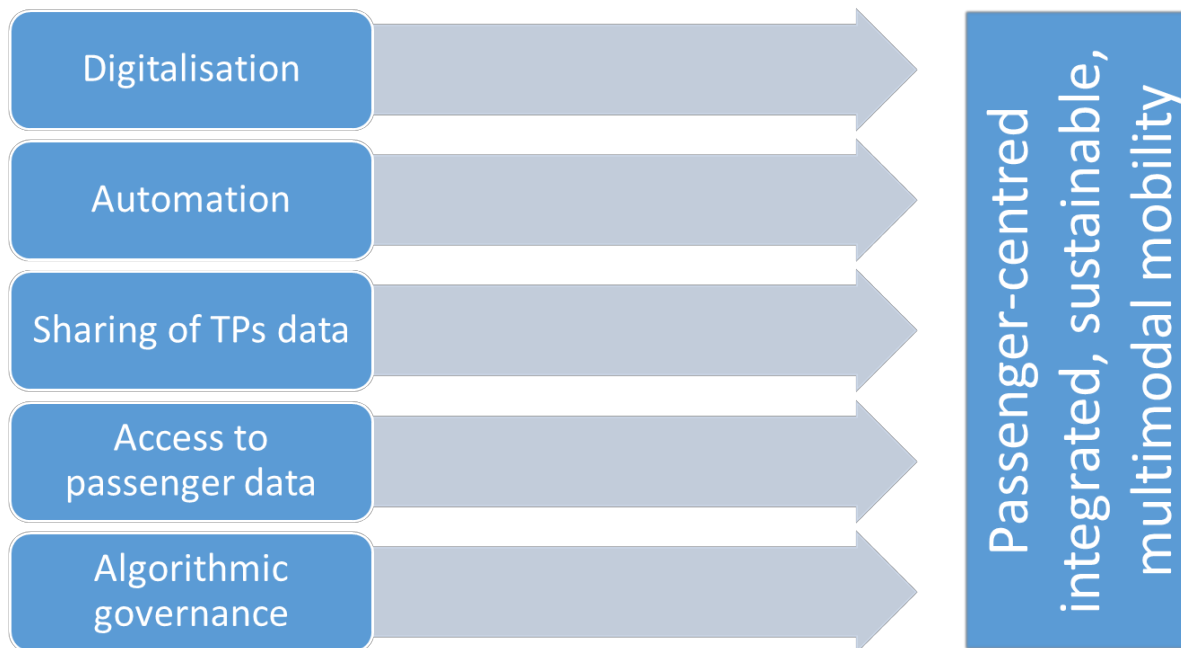 Digitalisation
Automation
Sharing of TPs data
Access to
passenger data
Algorithmic
governance
Passenger-centred
integrated, sustainable,
multimodal mobility